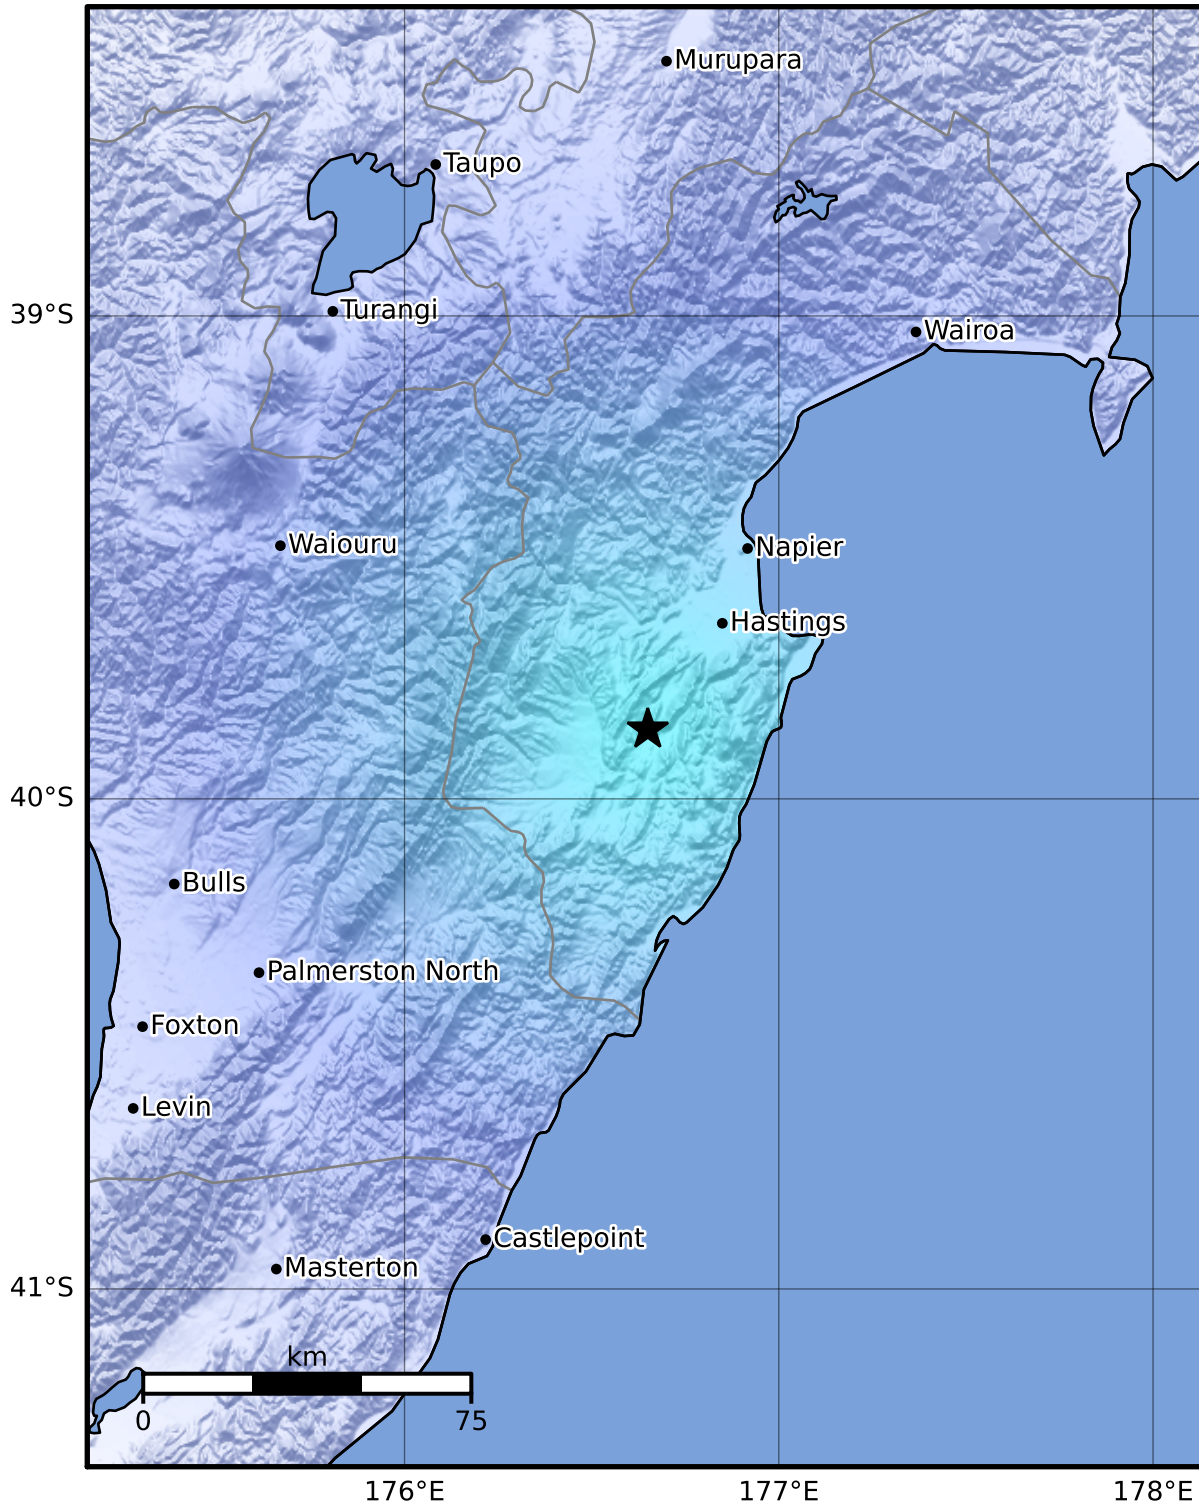 Murupara
Taupo
39°S
Turangi
Wairoa
Waiouru
Napier
Hastings
40°S
Bulls
Palmerston North
Foxton
Levin
Castlepoint
Masterton
41°S
km
0 75
176°E 177°E 178°E